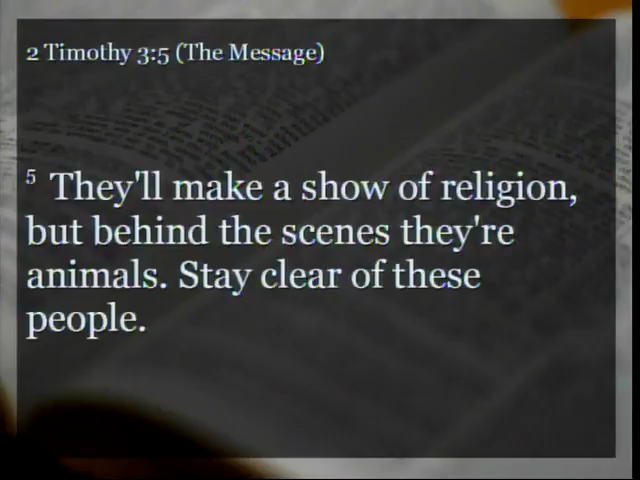 2 Timothy 3:5 (The Message)
5 They'll make a show of religion,
but behind the scenes they're
animals. Stay clear of these
people.